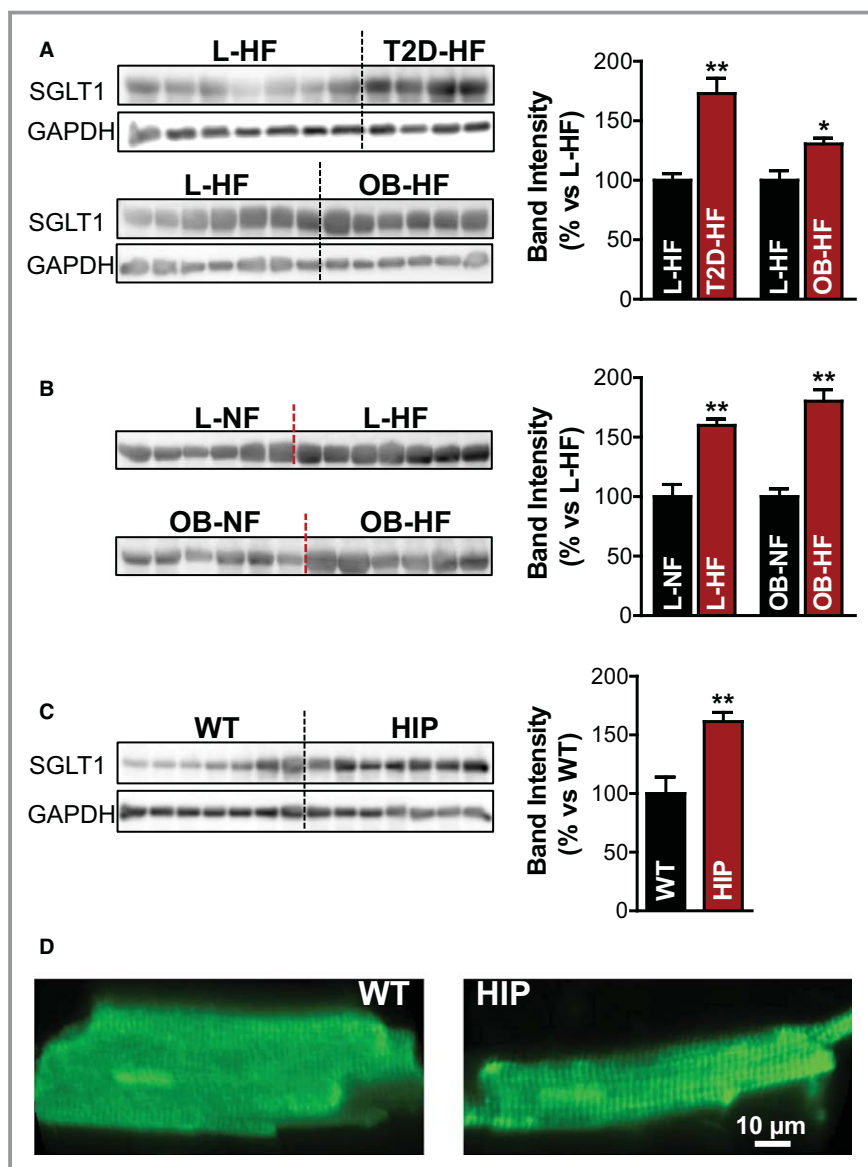 A
L-HF T2D-HF
SGLT1
GAPDH
L-HF OB-HF
SGLT1
GAPDH
Band Intensity
(% vs L-HF)
200
150
100
50
0
** *
L-HF T2D-HF L-HF OB-HF
B
L-NF L-HF
OB-NF OB-HF
Band Intensity
(% vs L-HF)
200
150
100
50
0
** **
L-NF L-HF OB-NF OB-HF
C
WT HIP
SGLT1
GAPDH
Band Intensity
(% vs WT)
200
150
100
50
0
**
WT HIP
D
WT HIP
10 µm